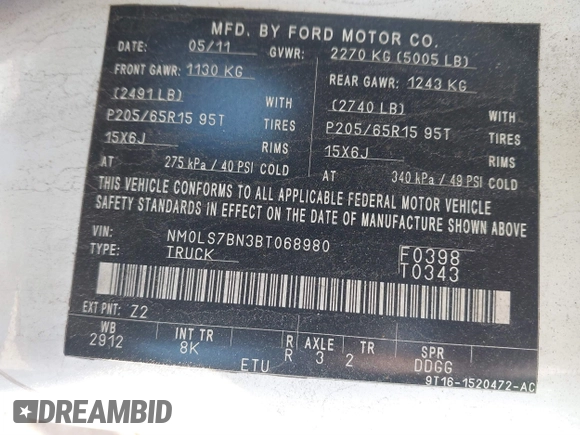 MFD. BY FORD MOTOR CO.
DATE: 05/11 GVWR: 2270 KG (5005 LB)
FRONT GAWR: 1130 KG REAR GAWR: 1243 KG
(2491 LB) WITH (2740 LB) WITH
P205/65R15 95T TIRES P205/65R15 95T TIRES
15X6J RIMS 15X6J RIMS
AT 275 kPa / 40 PSI COLD AT 340 kPa / 49 PSI COLD
THIS VEHICLE CONFORMS TO ALL APPLICABLE FEDERAL MOTOR VEHICLE
SAFETY STANDARDS IN EFFECT ON THE DATE OF MANUFACTURE SHOWN ABOVE
VIN: NM0LS7BN3BT068980 F0398
TYPE: TRUCK T0343
EXT PNT: Z2
WB INT TR R AXLE TR SPR
2912 8K R 3 2 DDGG
ETU 9T16-1520472-AC
DREAMBID